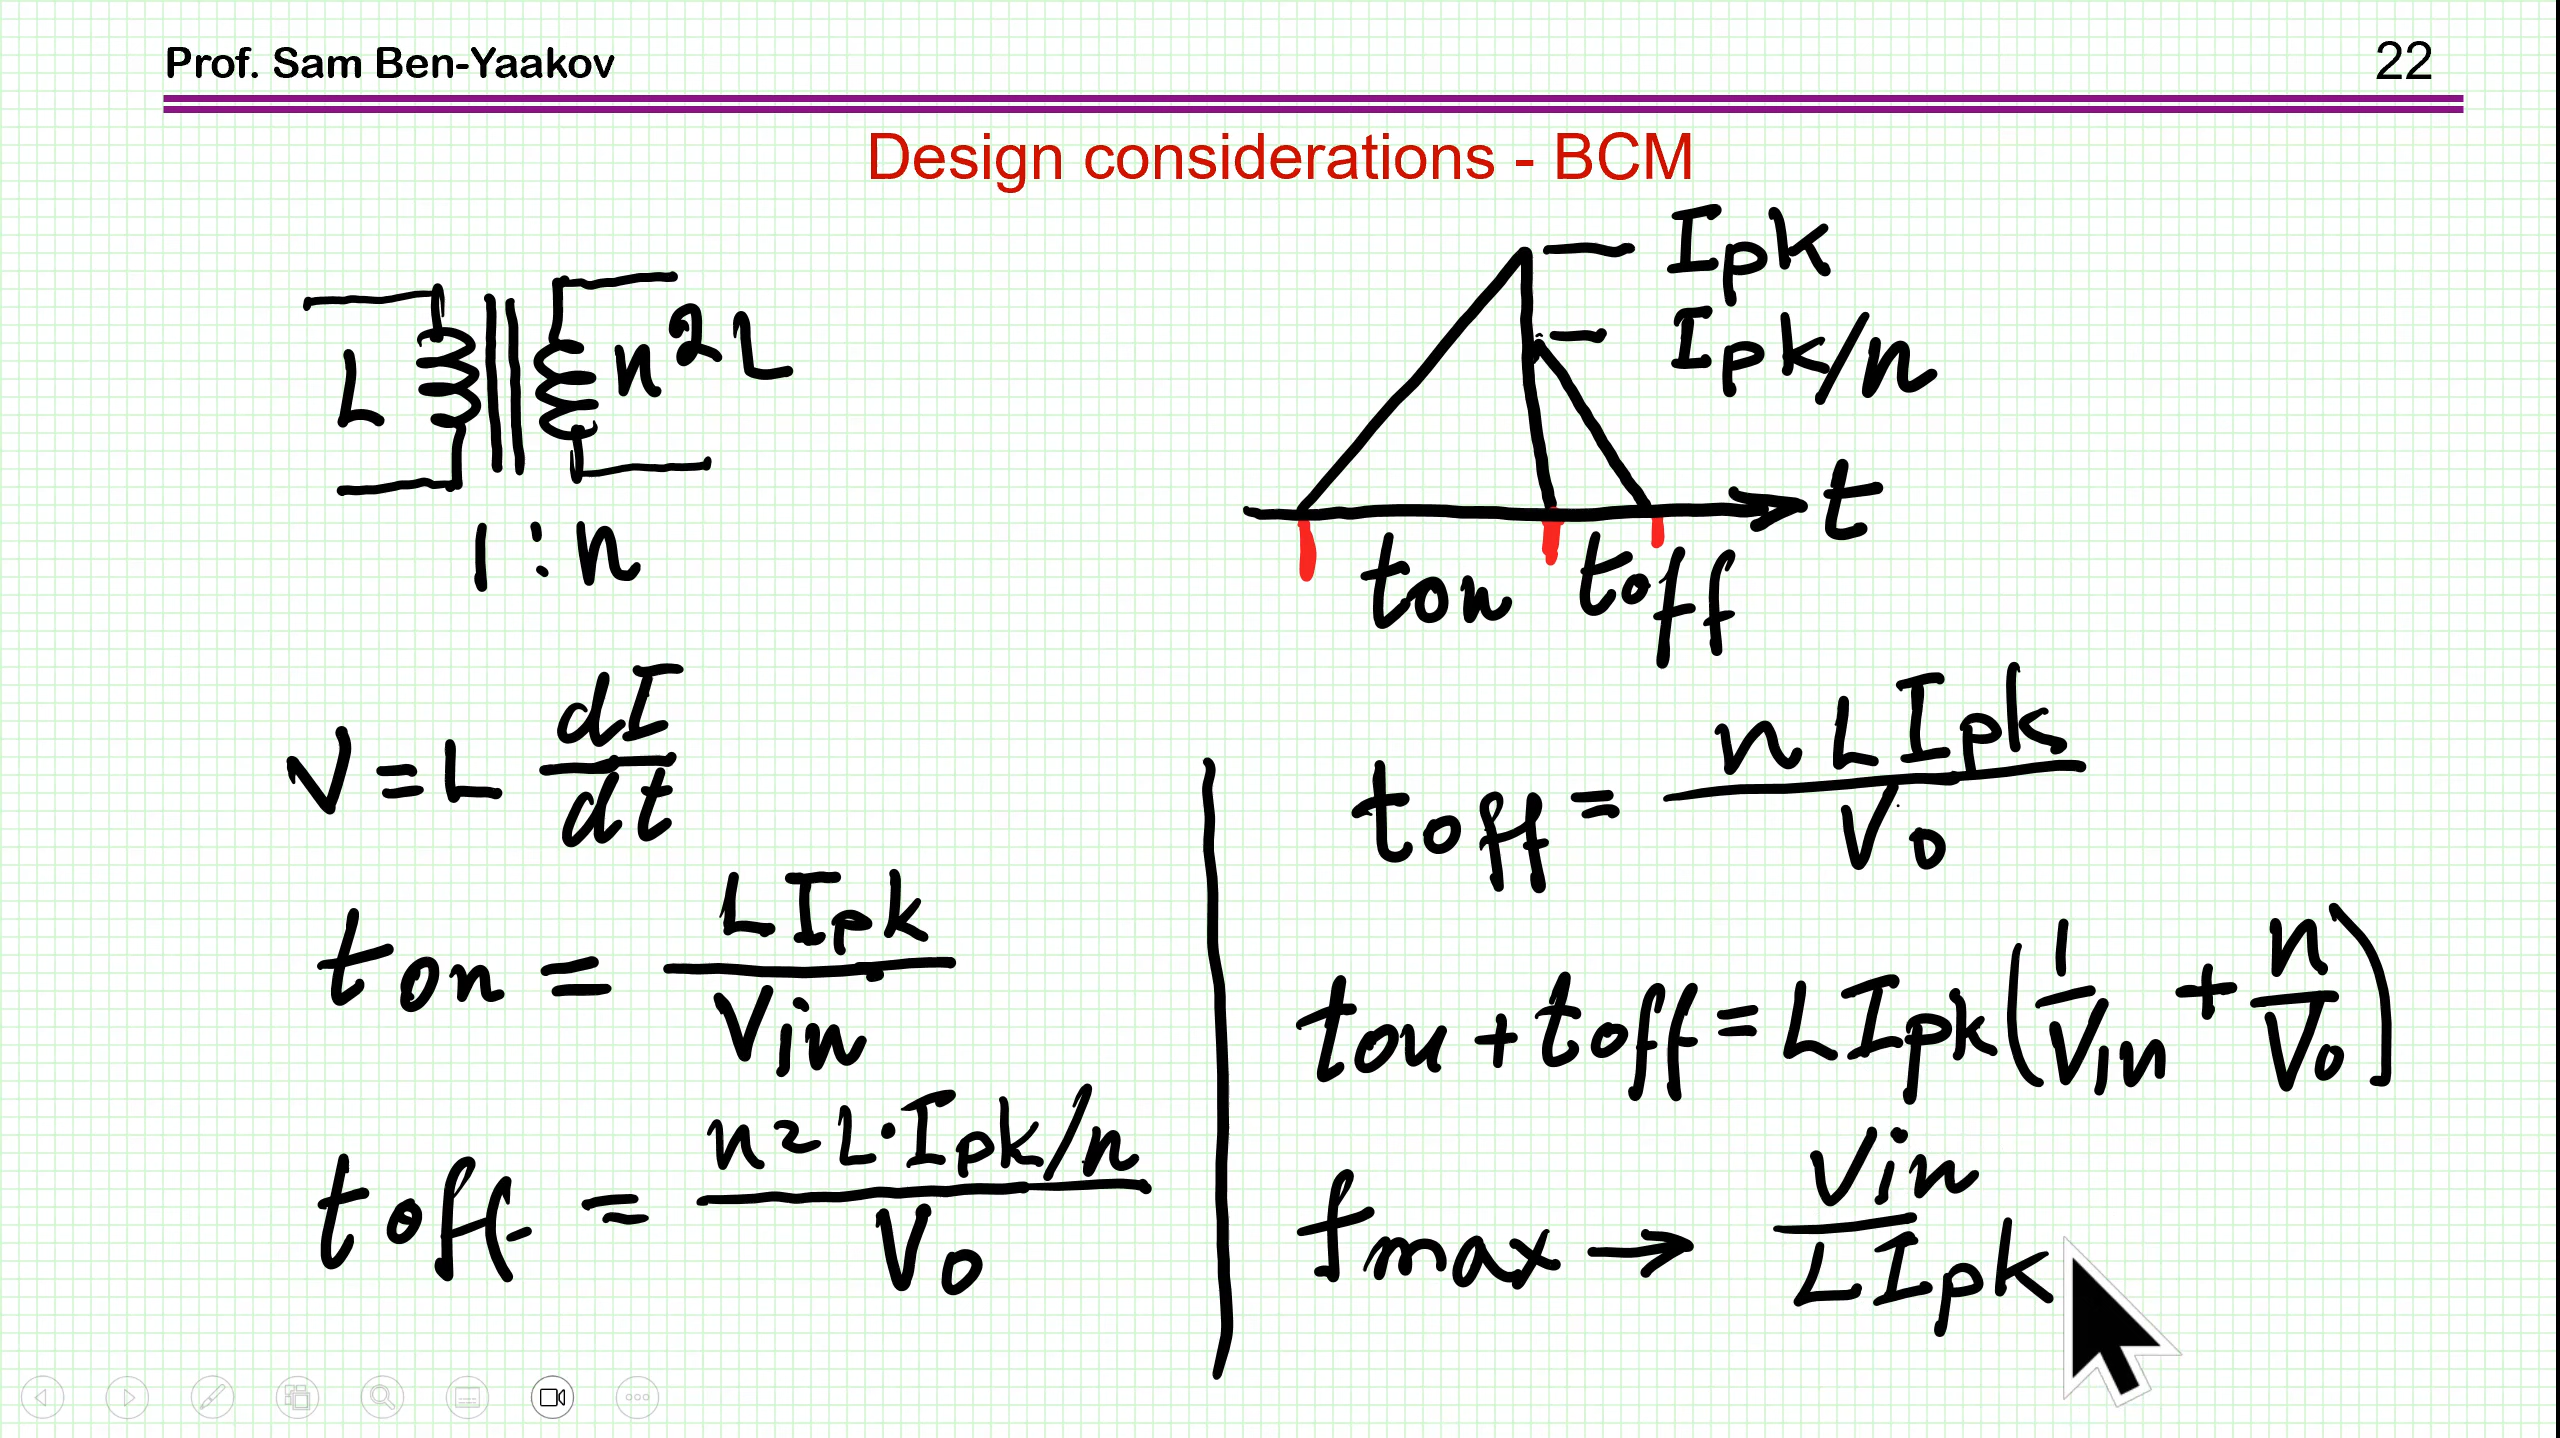 Prof. Sam Ben-Yaakov 22
Design considerations - BCM
L n²L
1 : n
Ipk
Ipk/n
t
ton toff
V = L dI/dt
ton = LIpk/Vin
toff = n²L·Ipk/n/Vo
toff = nLIpk/Vo
ton + toff = LIpk(1/Vin + n/Vo)
fmax → Vin/LIpk